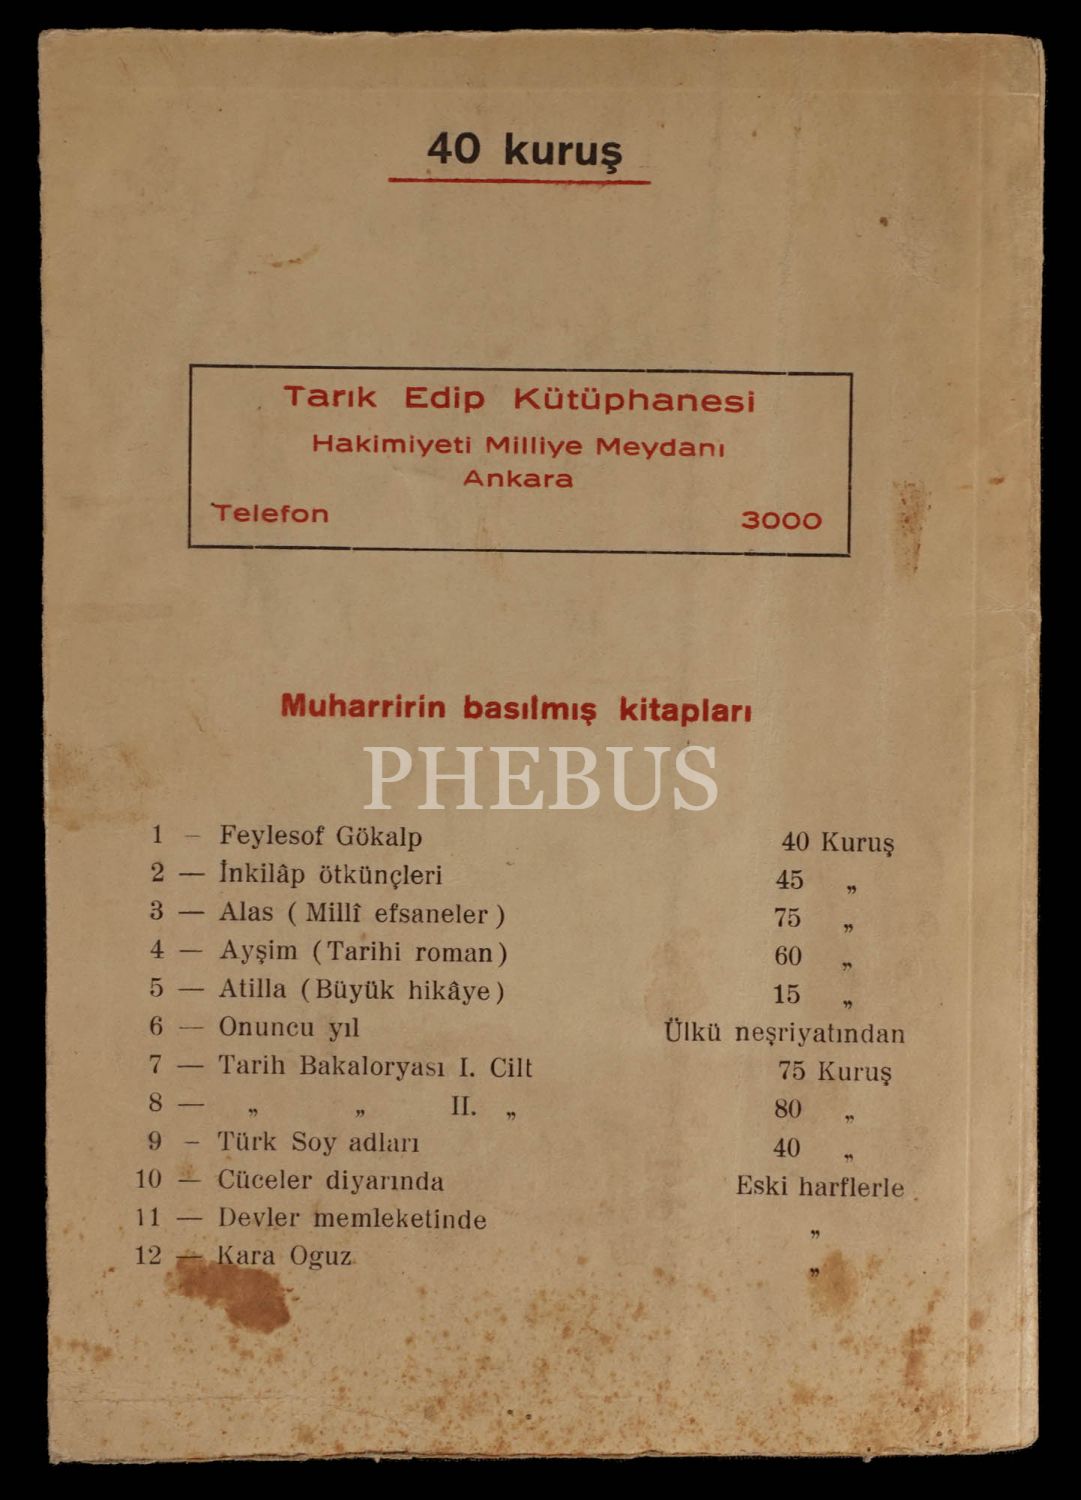 40 kuruş
Tarık Edip Kütüphanesi
Hakimiyeti Milliye Meydanı
Ankara
Telefon 3000
Muharririn basılmış kitapları
PHEBUS
1 — Feylesof Gökalp 40 Kuruş
2 — İnkilâp ötkünçleri 45 „
3 — Alas ( Millî efsaneler ) 75 „
4 — Ayşim (Tarihi roman) 60 „
5 — Atilla (Büyük hikâye) 15 „
6 — Onuncu yıl Ülkü neşriyatından
7 — Tarih Bakaloryası I. Cilt 75 Kuruş
8 — „ „ II. „ 80 „
9 — Türk Soy adları 40 „
10 — Cüceler diyarında Eski harflerle
11 — Devler memleketinde „
12 — Kara Oguz „